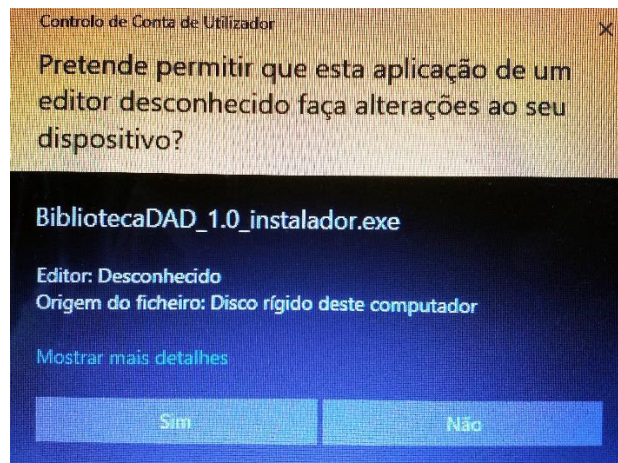 Controlo de Conta de Utilizador
Pretende permitir que esta aplicação de um
editor desconhecido faça alterações ao seu
dispositivo?
BibliotecaDAD_1.0_instalador.exe
Editor: Desconhecido
Origem do ficheiro: Disco rígido deste computador
Mostrar mais detalhes
Sim
Não